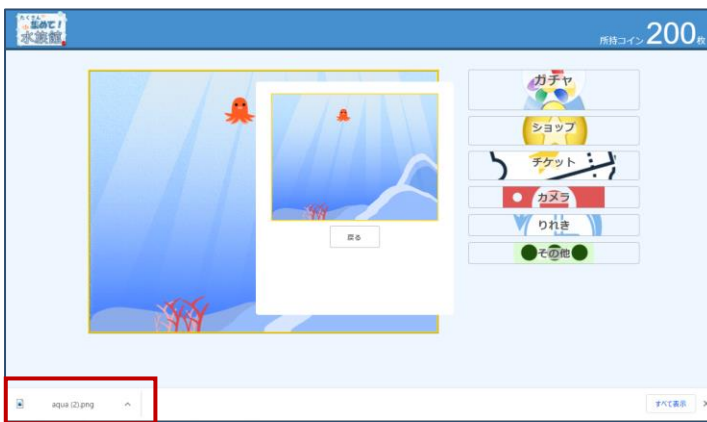 たくさん
集めて!
水族館
所持コイン 200枚
ガチャ
ショップ
チケット
カメラ
りれき
その他
戻る
aqua (2).png
すべて表示